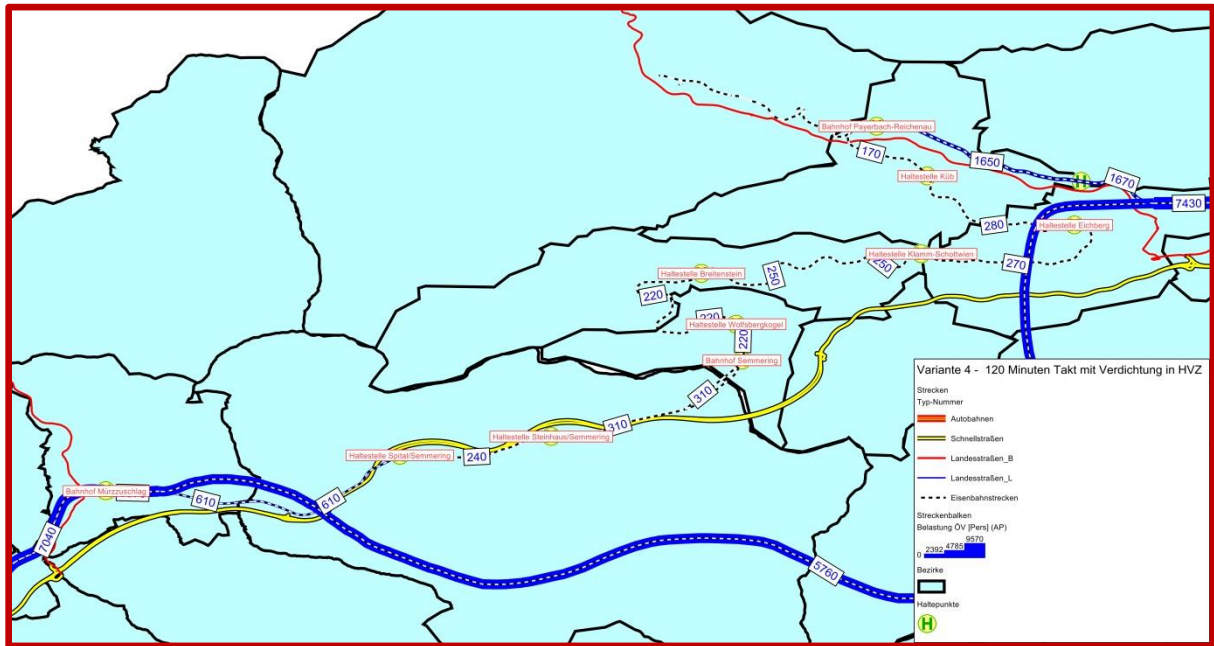 Bahnhof Payerbach-Reichenau
170
1650
Haltestelle Küb
1670
7430
280
Haltestelle Eichberg
Haltestelle Klamm-Schottwien
250
270
Haltestelle Breitenstein
250
220
220
Haltestelle Wolfsbergkogel
220
Bahnhof Semmering
310
310
Haltestelle Steinhaus/Semmering
Haltestelle Spital/Semmering
240
Bahnhof Mürzzuschlag
610
610
7040
5760
H
Variante 4 - 120 Minuten Takt mit Verdichtung in HVZ
Strecken
Typ-Nummer
Autobahnen
Schnellstraßen
Landesstraßen_B
Landesstraßen_L
Eisenbahnstrecken
Streckenbalken
Belastung ÖV [Pers] (AP)
0 2392 4785 9570
Bezirke
Haltepunkte
H